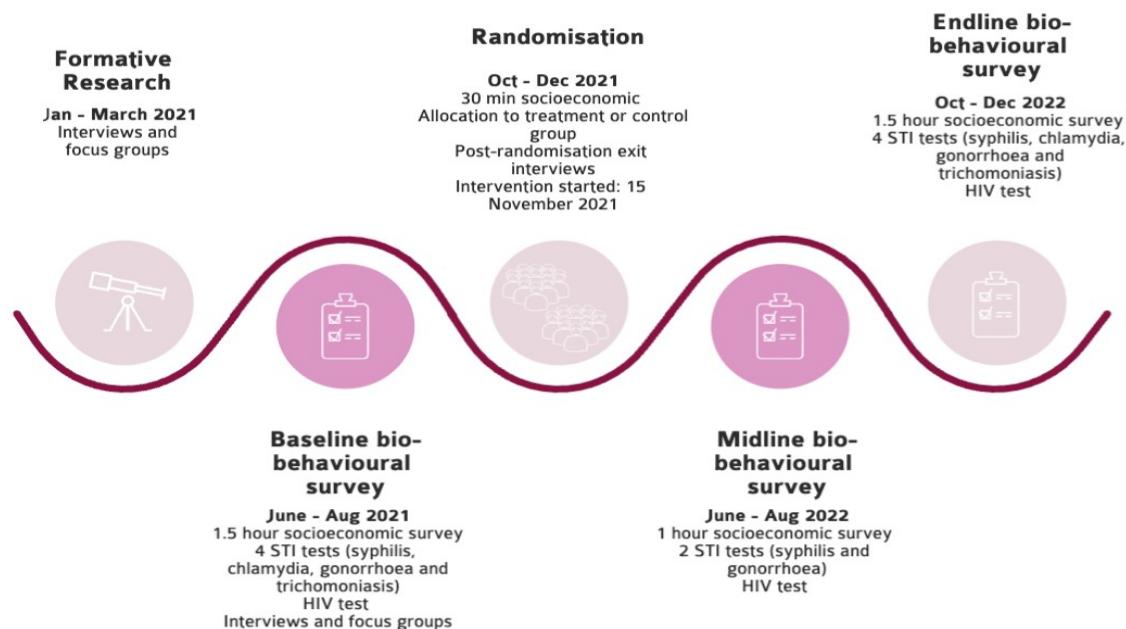 Formative
Research
Jan - March 2021
Interviews and
focus groups
Baseline bio-
behavioural
survey
June - Aug 2021
1.5 hour socioeconomic survey
4 STI tests (syphilis,
chlamydia, gonorrhoea and
trichomoniasis)
HIV test
Interviews and focus groups
Randomisation
Oct - Dec 2021
30 min socioeconomic
Allocation to treatment or control
group
Post-randomisation exit
interviews
Intervention started: 15
November 2021
Midline bio-
behavioural
survey
June - Aug 2022
1 hour socioeconomic survey
2 STI tests (syphilis and
gonorrhoea)
HIV test
Endline bio-
behavioural
survey
Oct - Dec 2022
1.5 hour socioeconomic survey
4 STI tests (syphilis, chlamydia,
gonorrhoea and
trichomoniasis)
HIV test